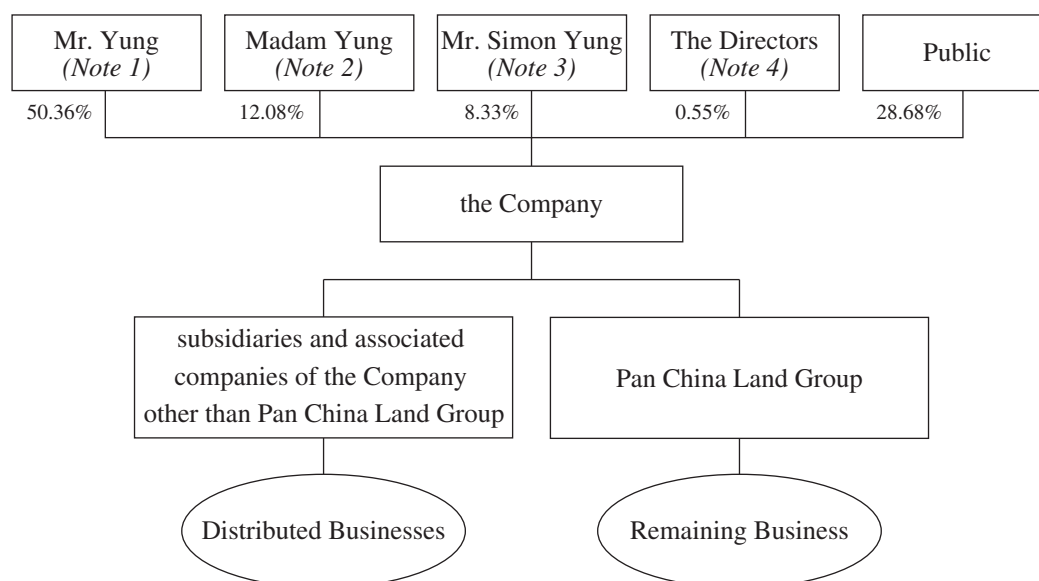 Mr. Yung
(Note 1)
Madam Yung
(Note 2)
Mr. Simon Yung
(Note 3)
The Directors
(Note 4)
Public
50.36%
12.08%
8.33%
0.55%
28.68%
the Company
subsidiaries and associated
companies of the Company
other than Pan China Land Group
Pan China Land Group
Distributed Businesses
Remaining Business